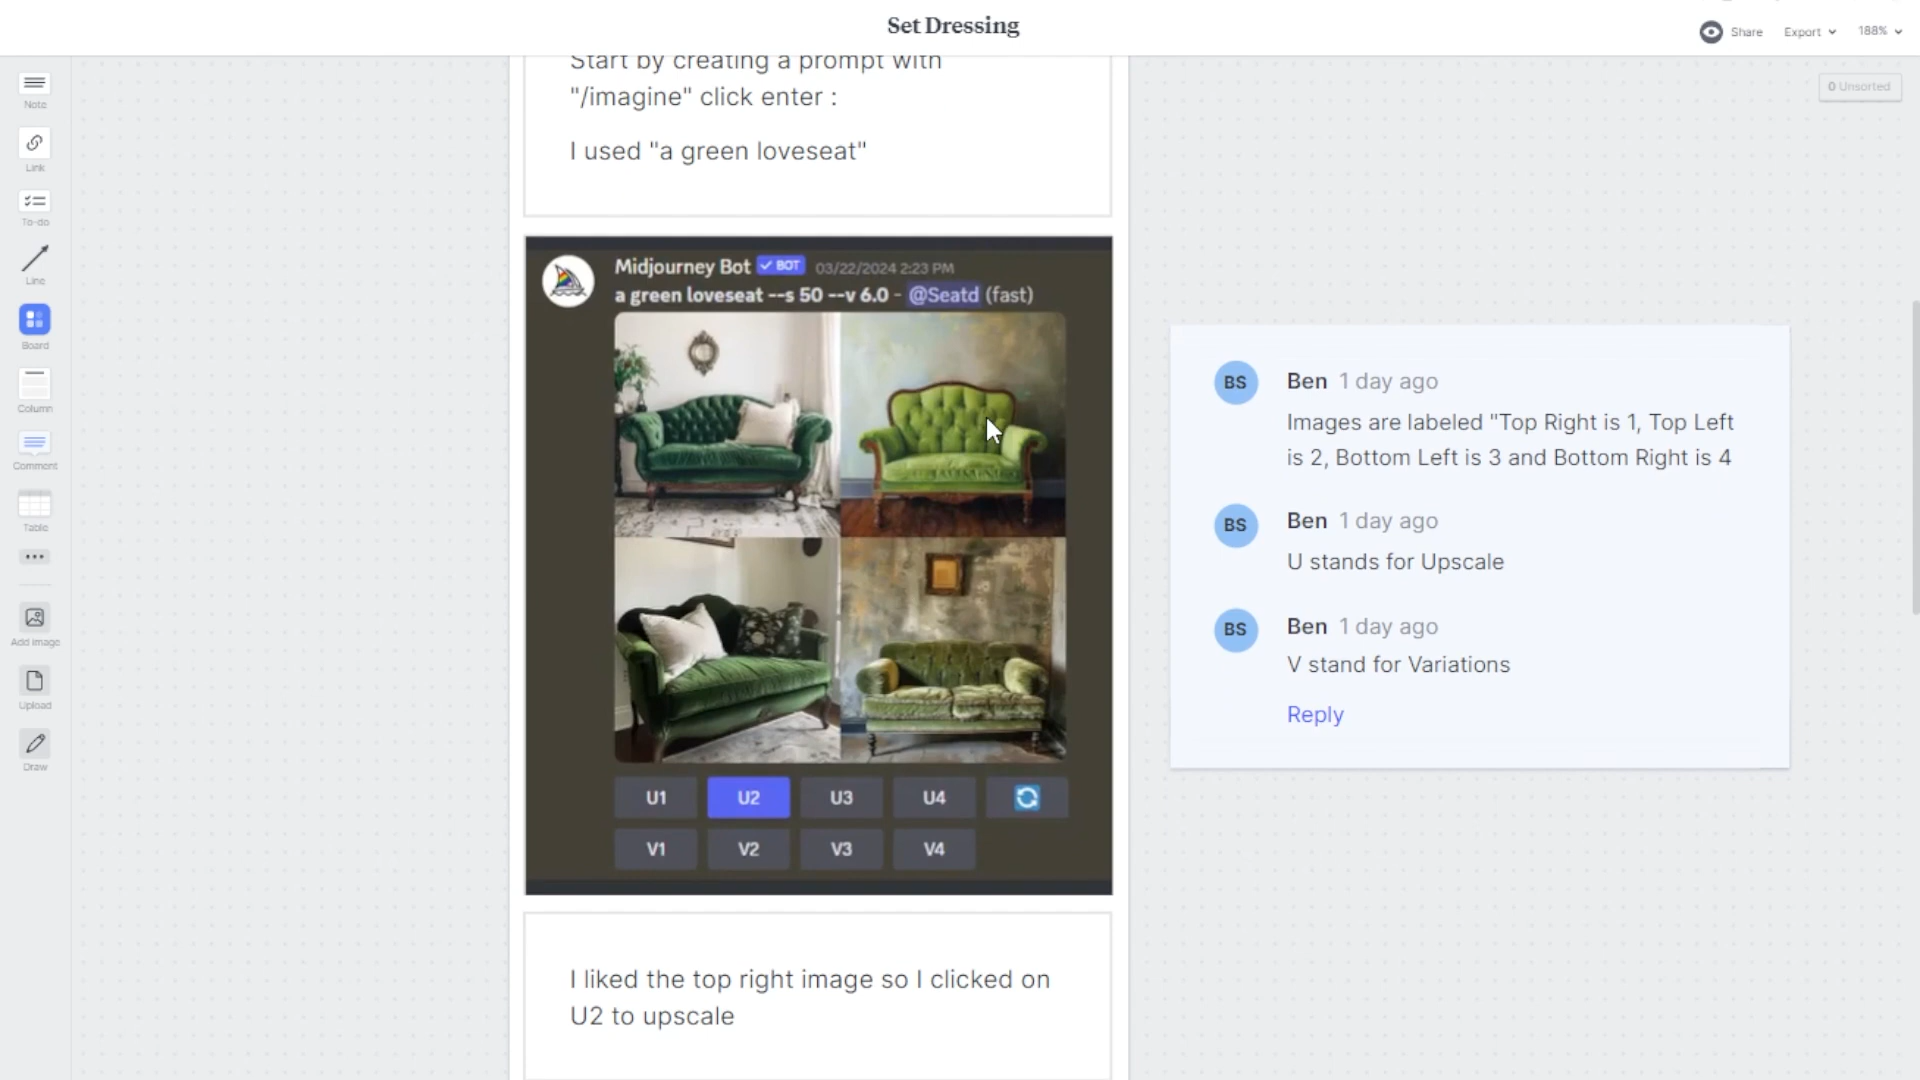 Set Dressing
Share
Export
188%
0 Unsorted
Note
Link
To-do
Line
Board
Column
Comment
Table
Add image
Upload
Draw
Start by creating a prompt with
"/imagine" click enter :
I used "a green loveseat"
Midjourney Bot ✓ BOT 03/22/2024 2:23 PM
a green loveseat --s 50 --v 6.0 - @Seatd (fast)
U1 U2 U3 U4
V1 V2 V3 V4
I liked the top right image so I clicked on
U2 to upscale
BS
Ben 1 day ago
Images are labeled "Top Right is 1, Top Left
is 2, Bottom Left is 3 and Bottom Right is 4
BS
Ben 1 day ago
U stands for Upscale
BS
Ben 1 day ago
V stand for Variations
Reply